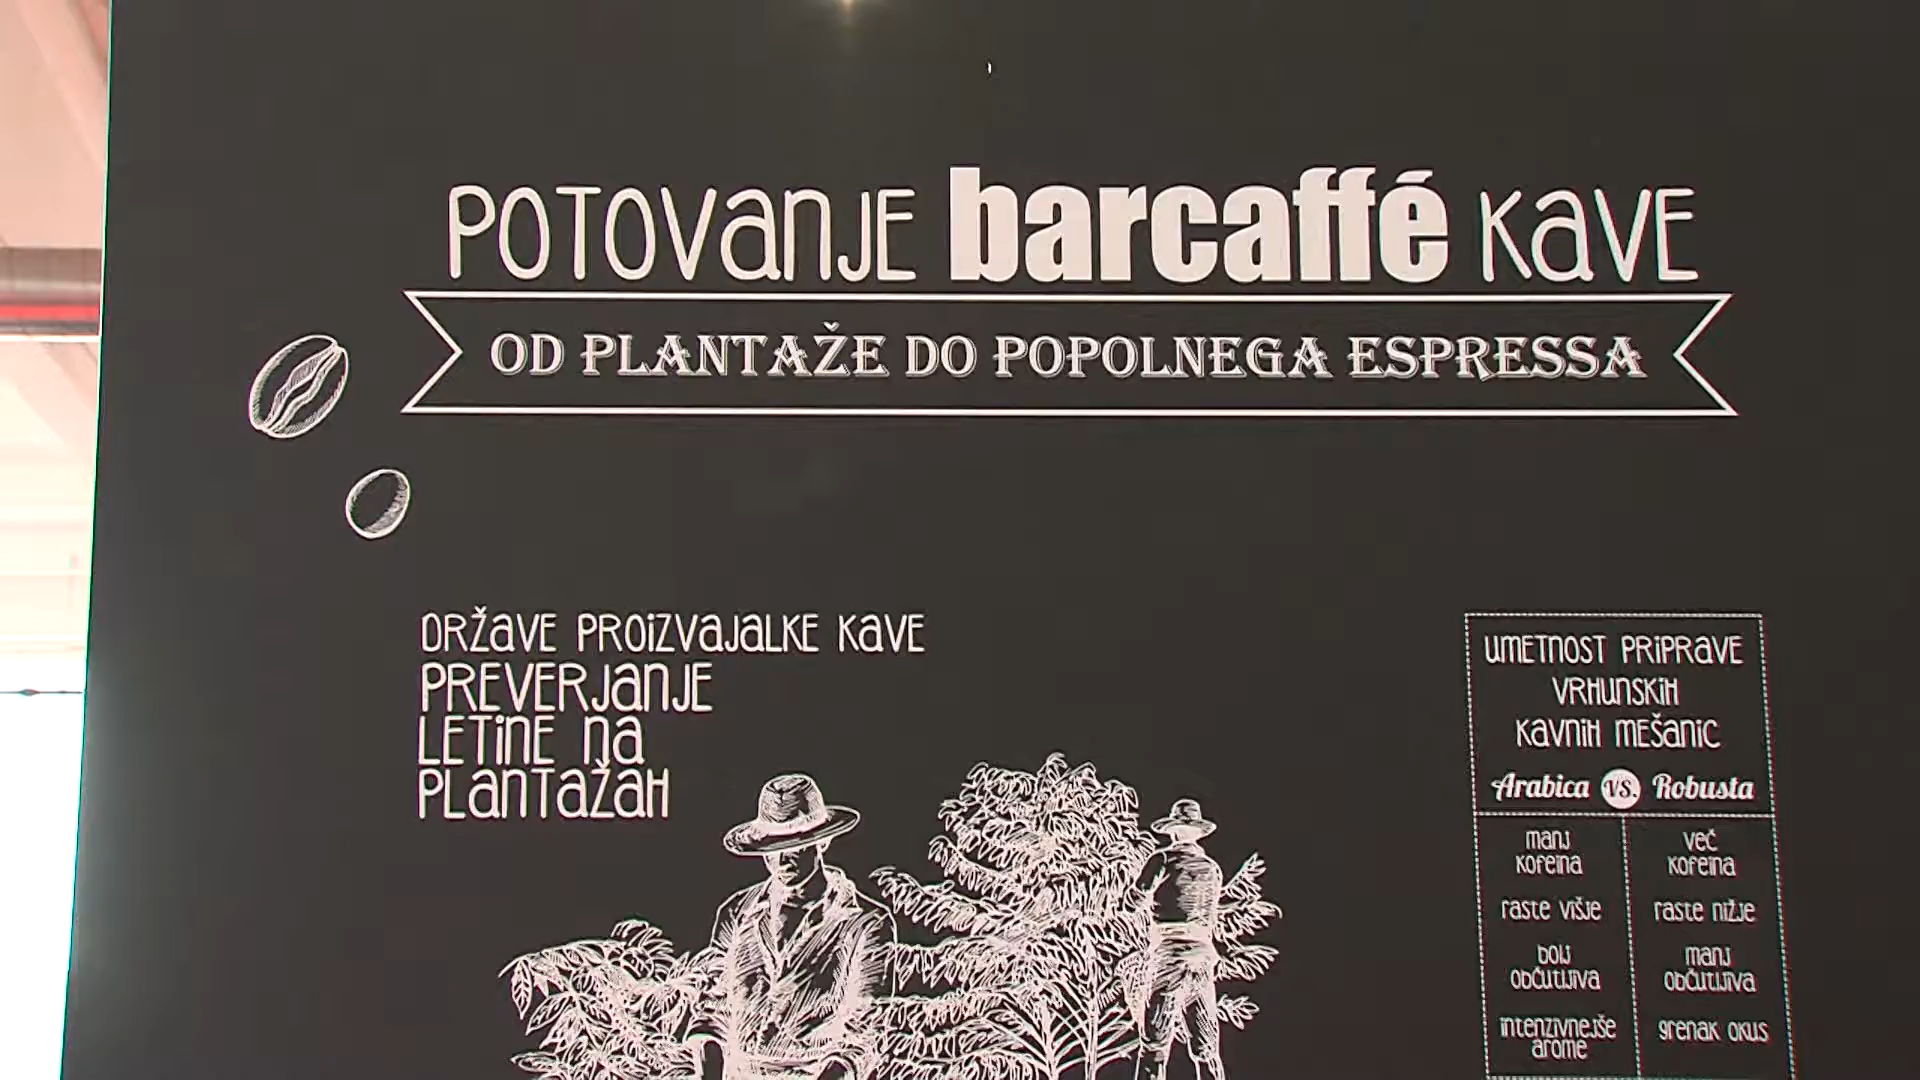 POTOVANJE barcaffé KAVE
OD PLANTAŽE DO POPOLNEGA ESPRESSA
DRŽAVE PROIZVAJALKE KAVE
PREVERJANJE
LETINE NA
PLANTAŽAH
UMETNOST PRIPRAVE
VRHUNSKIH
KAVNIH MEŠANIC
Arabica VS. Robusta
manj
kofeina
več
kofeina
raste višje
raste nižje
bolj
občutljiva
manj
občutljiva
intenzivnejše
arome
grenak okus